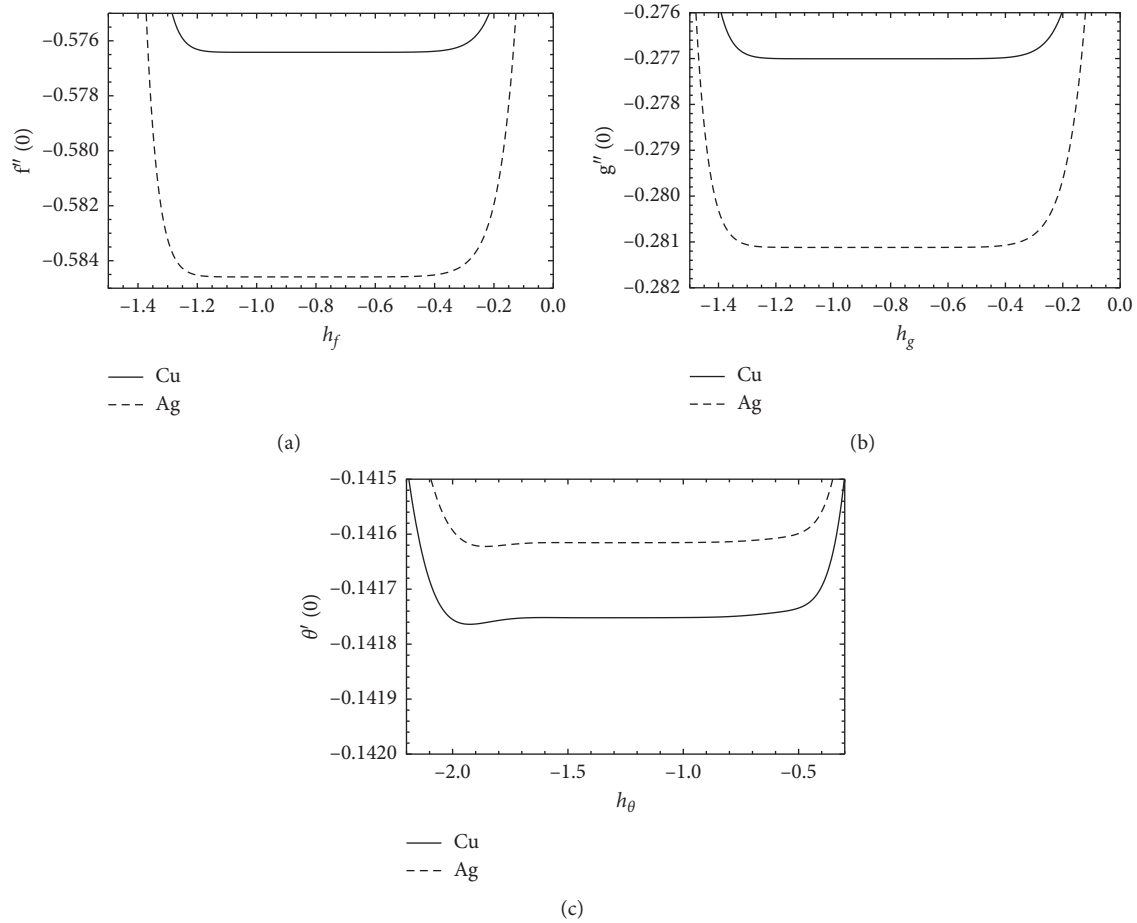 −0.576
−0.578
−0.580
−0.582
−0.584
f″ (0)
−1.4 −1.2 −1.0 −0.8 −0.6 −0.4 −0.2 0.0
h_f
Cu
Ag
(a)
−0.276
−0.277
−0.278
−0.279
−0.280
−0.281
−0.282
g″ (0)
−1.4 −1.2 −1.0 −0.8 −0.6 −0.4 −0.2 0.0
h_g
Cu
Ag
(b)
−0.1415
−0.1416
−0.1417
−0.1418
−0.1419
−0.1420
θ′ (0)
−2.0 −1.5 −1.0 −0.5
h_θ
Cu
Ag
(c)